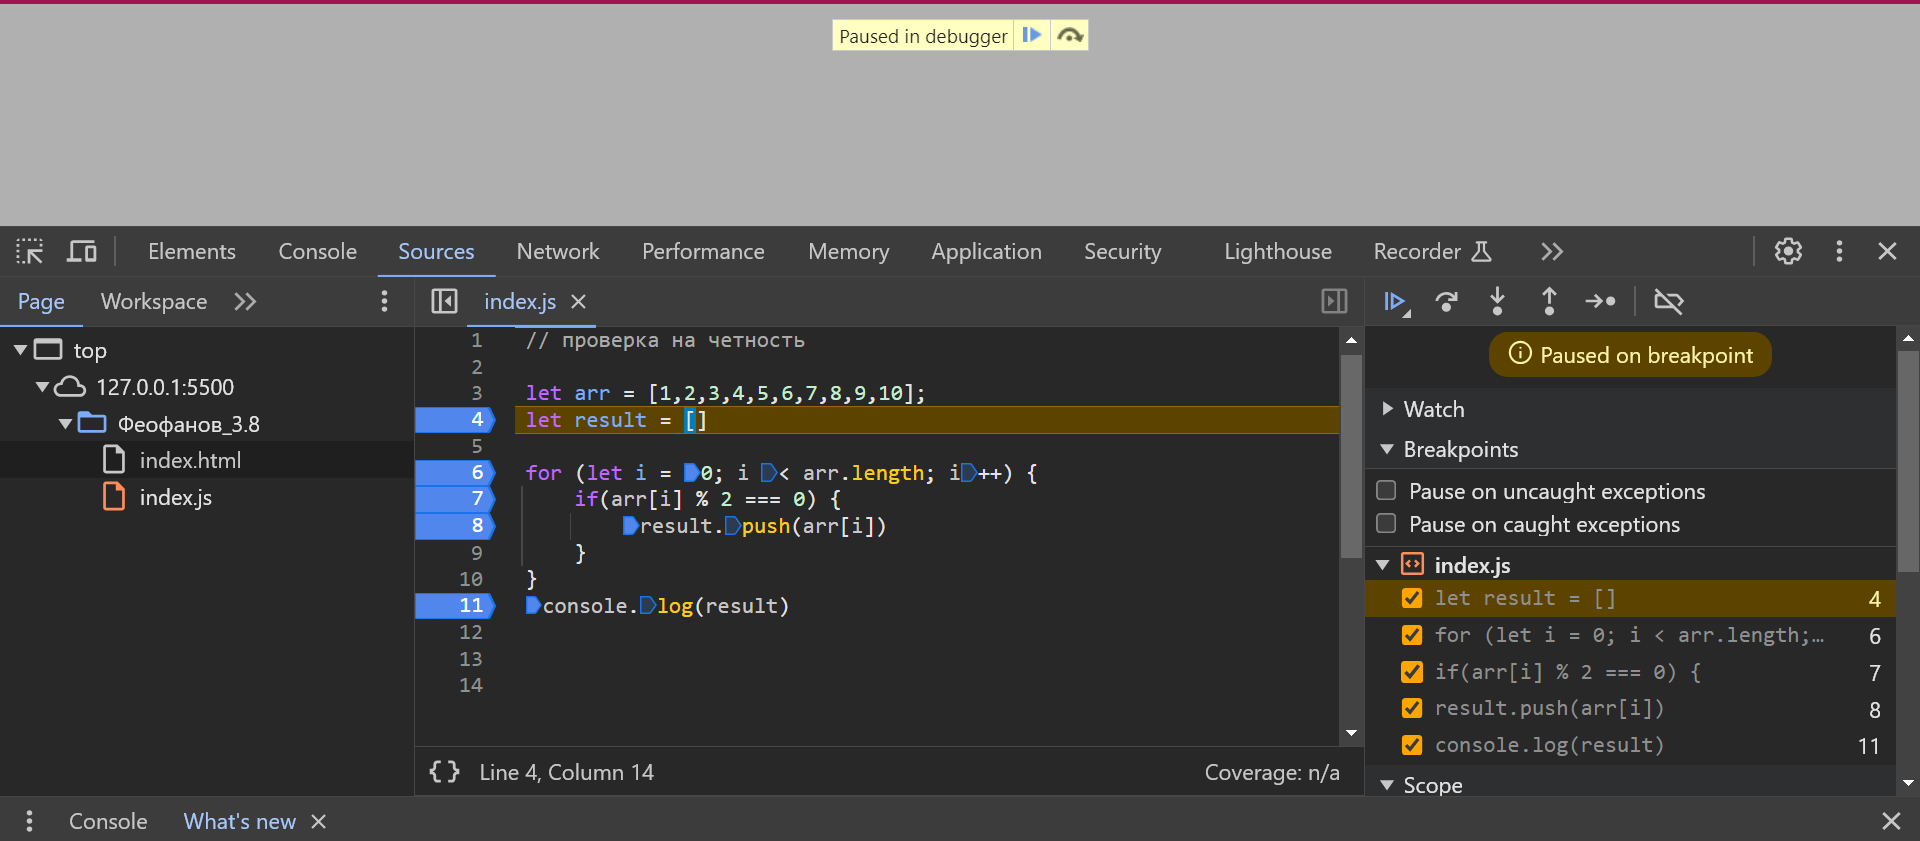 Paused in debugger
Elements Console Sources Network Performance Memory Application Security Lighthouse Recorder
Page Workspace
index.js
top
127.0.0.1:5500
Феофанов_3.8
index.html
index.js
1 // проверка на четность
2
3 let arr = [1,2,3,4,5,6,7,8,9,10];
4 let result = []
5
6 for (let i = 0; i < arr.length; i++) {
7 if(arr[i] % 2 === 0) {
8 result.push(arr[i])
9 }
10 }
11 console.log(result)
12
13
14
{ } Line 4, Column 14 Coverage: n/a
Paused on breakpoint
Watch
Breakpoints
Pause on uncaught exceptions
Pause on caught exceptions
index.js
let result = [] 4
for (let i = 0; i < arr.length;… 6
if(arr[i] % 2 === 0) { 7
result.push(arr[i]) 8
console.log(result) 11
Scope
Console What's new